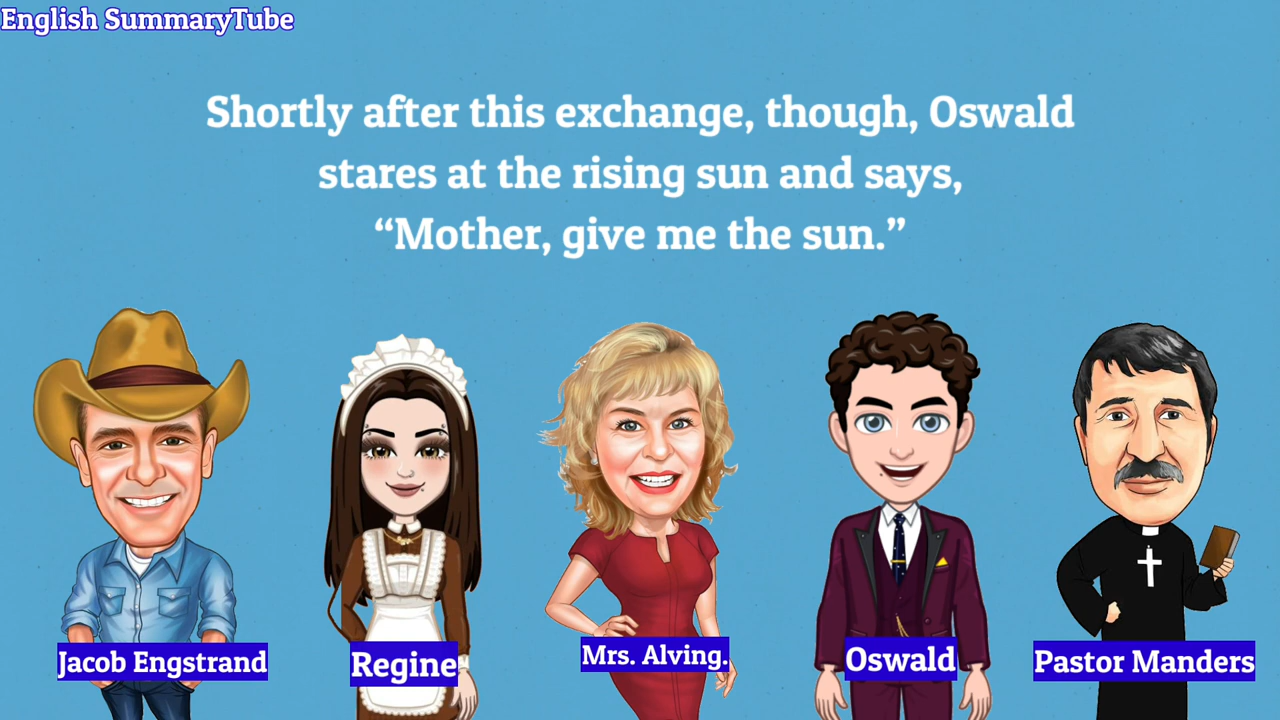 English SummaryTube
Shortly after this exchange, though, Oswald
stares at the rising sun and says,
“Mother, give me the sun.”
Jacob Engstrand
Regine
Mrs. Alving.
Oswald
Pastor Manders